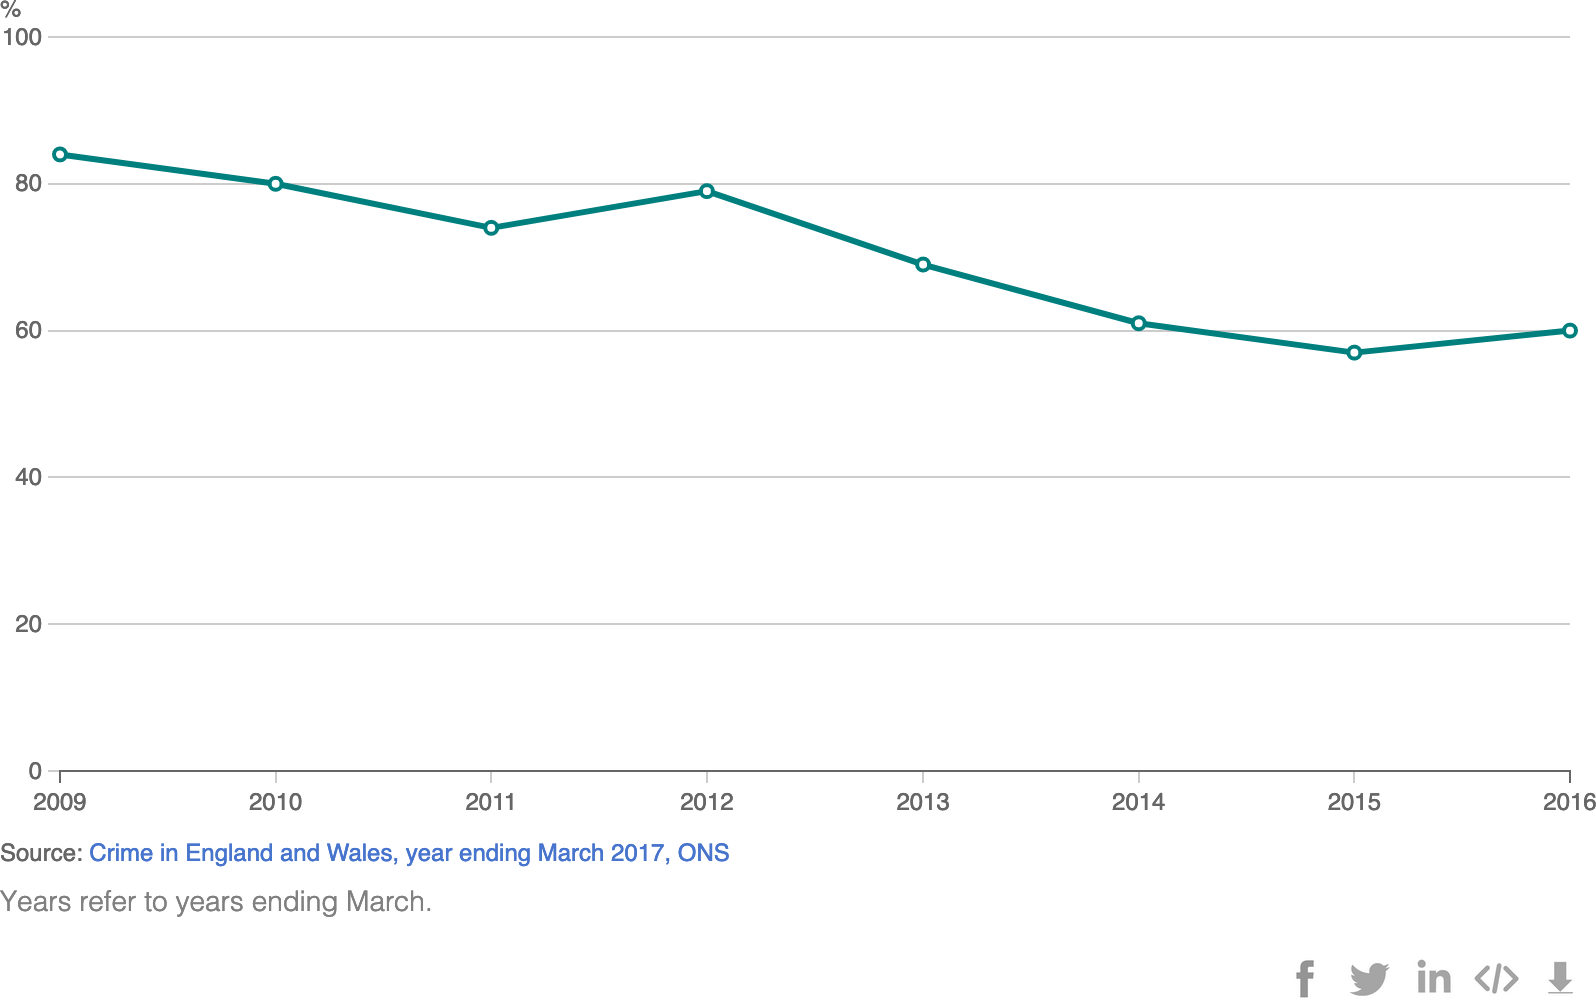 %
100
80
60
40
20
0
2009 2010 2011 2012 2013 2014 2015 2016
Source: Crime in England and Wales, year ending March 2017, ONS
Years refer to years ending March.